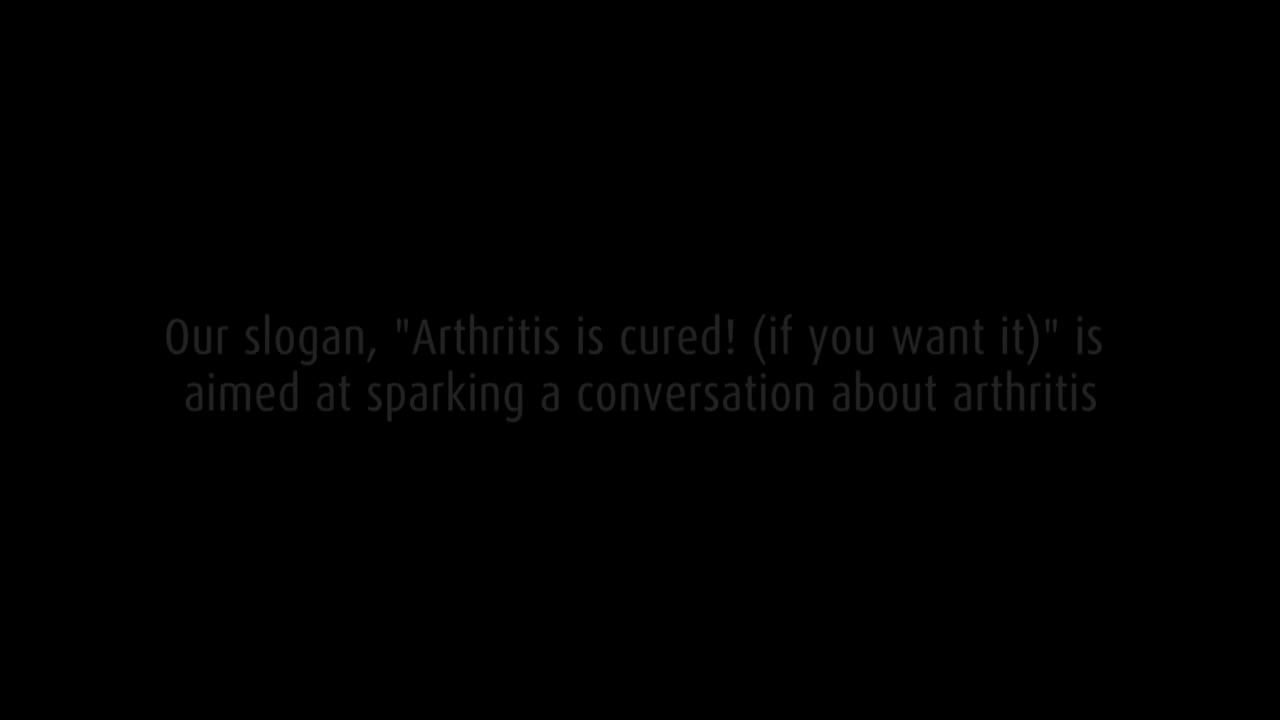 Our slogan, "Arthritis is cured! (if you want it)" is
aimed at sparking a conversation about arthritis